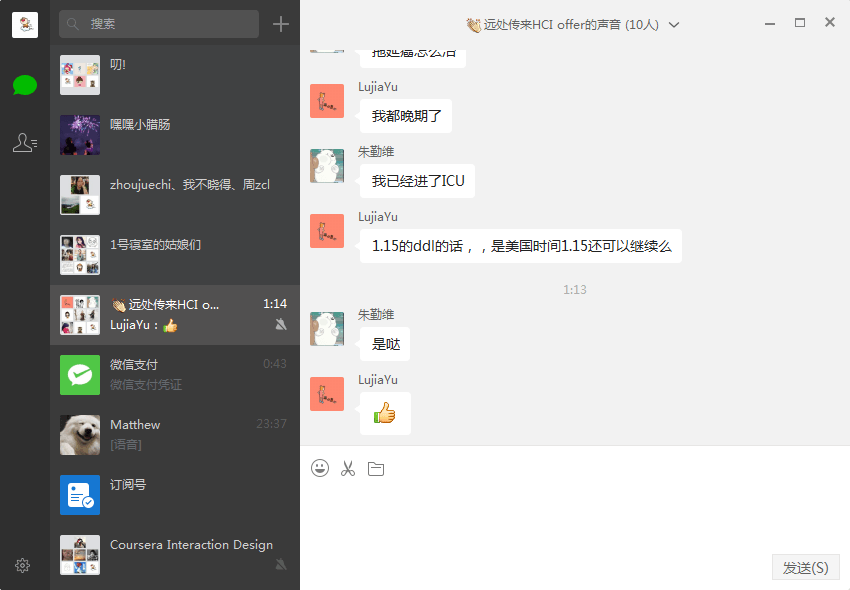 搜索
叨!
嘿嘿小腊肠
zhoujuechi、我不晓得、周zcl
1号寝室的姑娘们
远处传来HCI o... 1:14
LujiaYu：
微信支付 0:43
微信支付凭证
Matthew 23:37
[语音]
订阅号
Coursera Interaction Design
远处传来HCI offer的声音 (10人)
拖延癌怎么治
LujiaYu
我都晚期了
朱勤维
我已经进了ICU
LujiaYu
1.15的ddl的话，，是美国时间1.15还可以继续么
1:13
朱勤维
是哒
LujiaYu
发送(S)